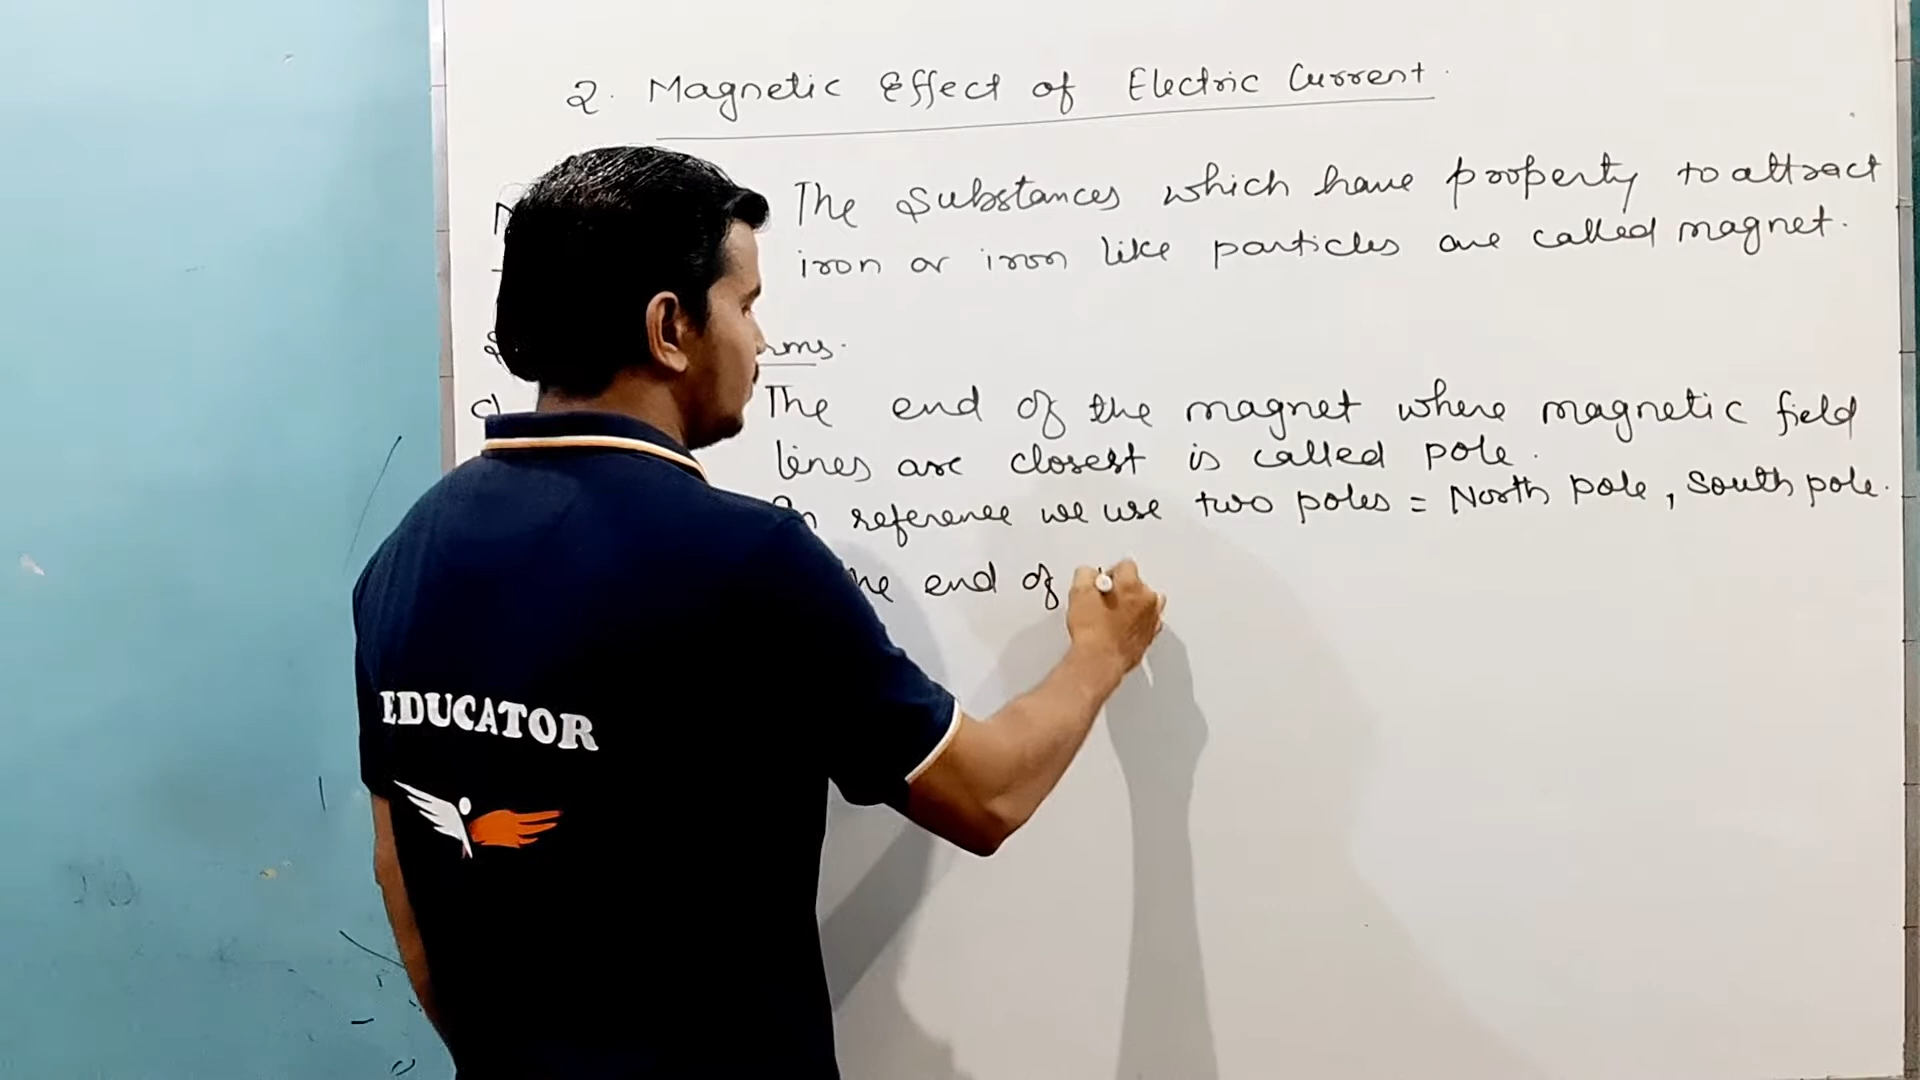 2. Magnetic Effect of Electric Current.
The Substances which have property to attract
iron or iron like particles are called magnet.
The end of the magnet where magnetic field
lines are closest is called pole.
reference we use two poles = North pole, South pole.
end of
EDUCATOR